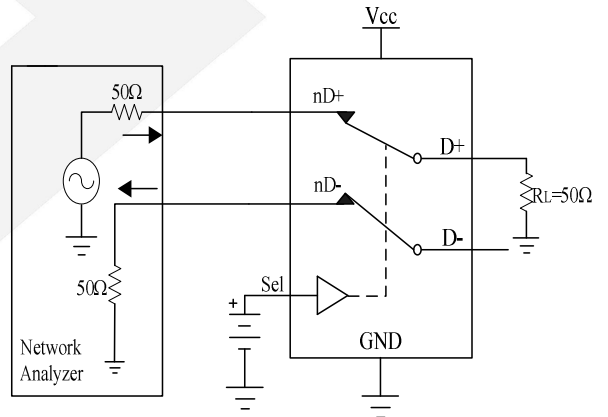 Vcc
50Ω
nD+
D+
RL=50Ω
nD-
D-
50Ω
Sel
+
GND
Network
Analyzer